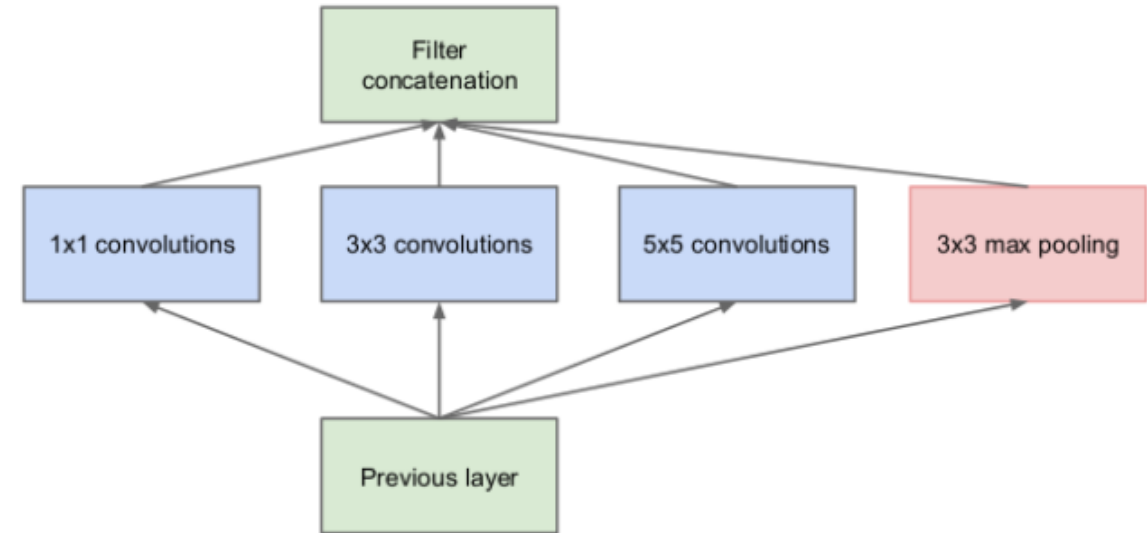 Filter
concatenation
1x1 convolutions
3x3 convolutions
5x5 convolutions
3x3 max pooling
Previous layer